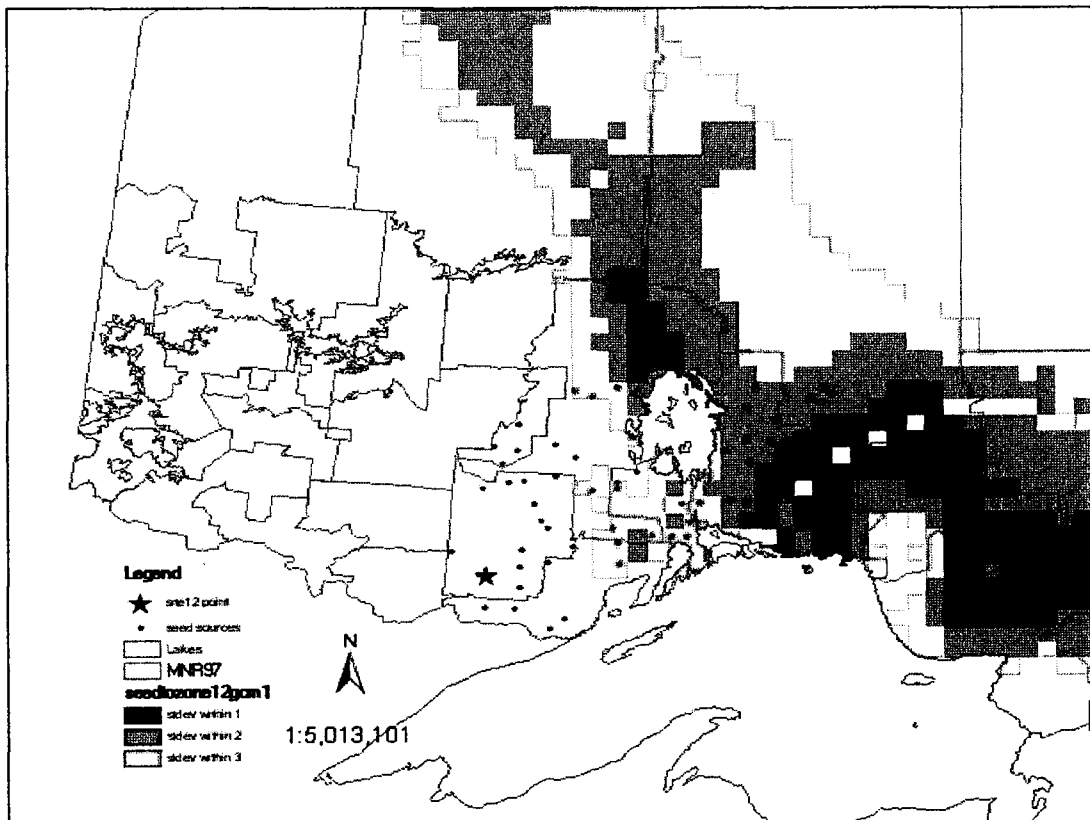 Legend
site12 point
seed sources
Lakes
MNR97
seedtozone12gcm1
stdev within 1
stdev within 2
stdev within 3
N
1:5,013,101